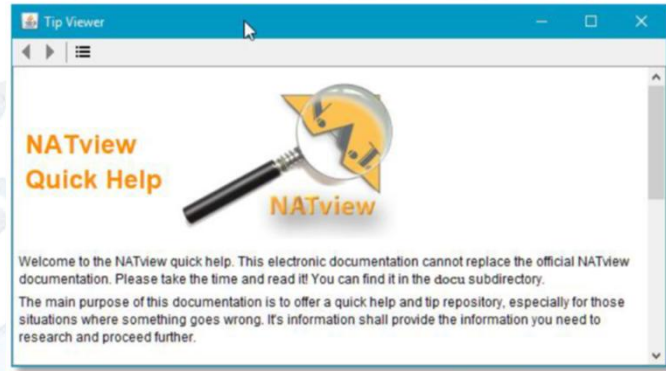 Tip Viewer
NATview
Quick Help
NATview
Welcome to the NATview quick help. This electronic documentation cannot replace the official NATview
documentation. Please take the time and read it! You can find it in the docu subdirectory.
The main purpose of this documentation is to offer a quick help and tip repository, especially for those
situations where something goes wrong. It's information shall provide the information you need to
research and proceed further.